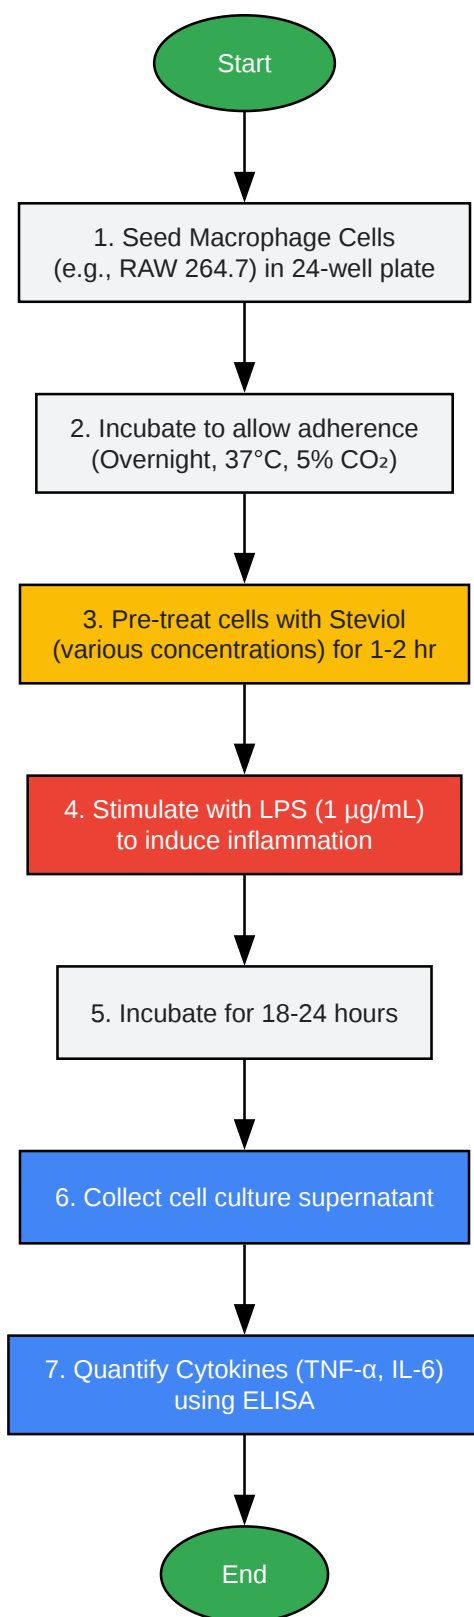 Start
1. Seed Macrophage Cells
(e.g., RAW 264.7) in 24-well plate
2. Incubate to allow adherence
(Overnight, 37°C, 5% CO₂)
3. Pre-treat cells with Steviol
(various concentrations) for 1-2 hr
4. Stimulate with LPS (1 µg/mL)
to induce inflammation
5. Incubate for 18-24 hours
6. Collect cell culture supernatant
7. Quantify Cytokines (TNF-α, IL-6)
using ELISA
End